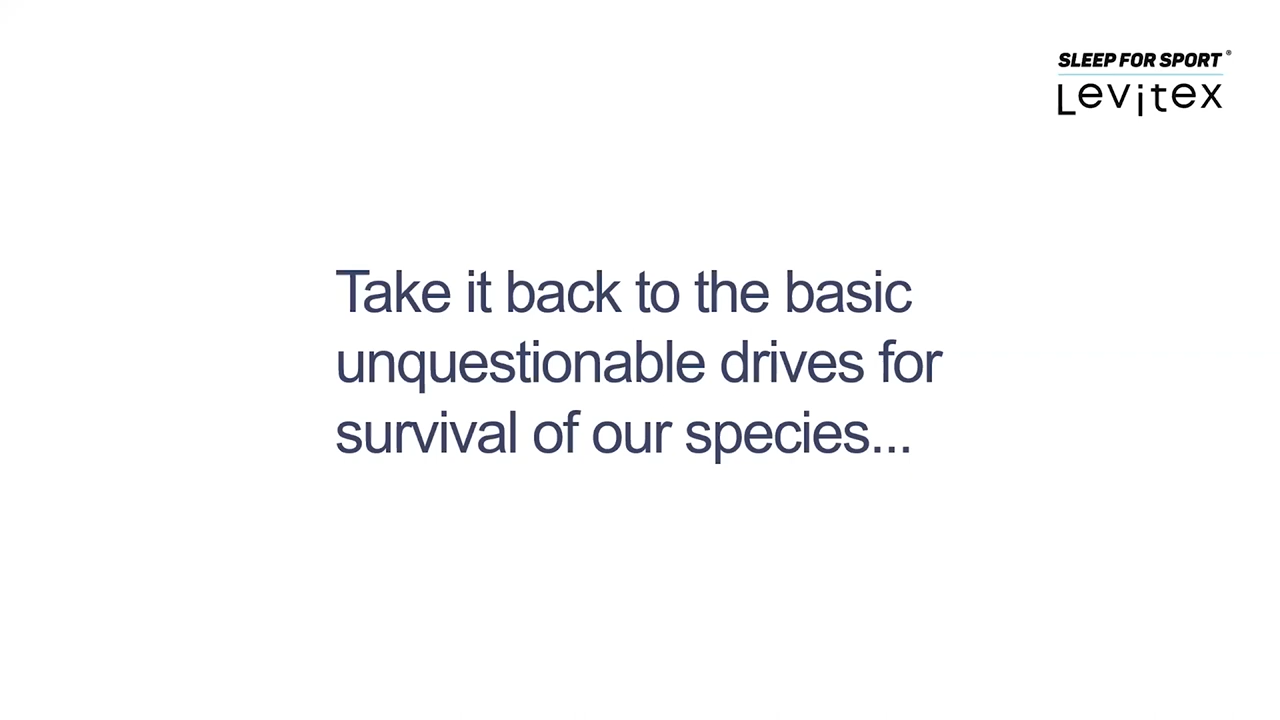 SLEEP FOR SPORT®
Levitex
Take it back to the basic
unquestionable drives for
survival of our species...